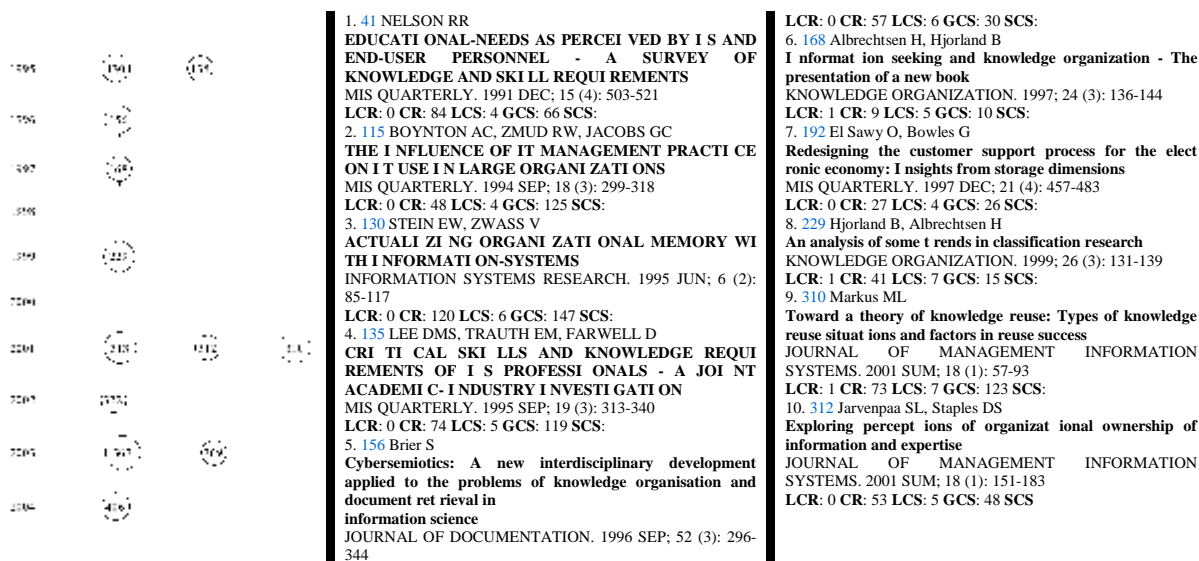 1. 41 NELSON RR
EDUCATI ONAL-NEEDS AS PERCEI VED BY I S AND
END-USER PERSONNEL - A SURVEY OF
KNOWLEDGE AND SKI LL REQUI REMENTS
MIS QUARTERLY. 1991 DEC; 15 (4): 503-521
LCR: 0 CR: 84 LCS: 4 GCS: 66 SCS:
2. 115 BOYNTON AC, ZMUD RW, JACOBS GC
THE I NFLUENCE OF IT MANAGEMENT PRACTI CE
ON I T USE I N LARGE ORGANI ZATI ONS
MIS QUARTERLY. 1994 SEP; 18 (3): 299-318
LCR: 0 CR: 48 LCS: 4 GCS: 125 SCS:
3. 130 STEIN EW, ZWASS V
ACTUALI ZI NG ORGANI ZATI ONAL MEMORY WI
TH I NFORMATI ON-SYSTEMS
INFORMATION SYSTEMS RESEARCH. 1995 JUN; 6 (2):
85-117
LCR: 0 CR: 120 LCS: 6 GCS: 147 SCS:
4. 135 LEE DMS, TRAUTH EM, FARWELL D
CRI TI CAL SKI LLS AND KNOWLEDGE REQUI
REMENTS OF I S PROFESSI ONALS - A JOI NT
ACADEMI C- I NDUSTRY I NVESTI GATI ON
MIS QUARTERLY. 1995 SEP; 19 (3): 313-340
LCR: 0 CR: 74 LCS: 5 GCS: 119 SCS:
5. 156 Brier S
Cybersemiotics: A new interdisciplinary development
applied to the problems of knowledge organisation and
document ret rieval in
information science
JOURNAL OF DOCUMENTATION. 1996 SEP; 52 (3): 296-
344
LCR: 0 CR: 57 LCS: 6 GCS: 30 SCS:
6. 168 Albrechtsen H, Hjorland B
I nformat ion seeking and knowledge organization - The
presentation of a new book
KNOWLEDGE ORGANIZATION. 1997; 24 (3): 136-144
LCR: 1 CR: 9 LCS: 5 GCS: 10 SCS:
7. 192 El Sawy O, Bowles G
Redesigning the customer support process for the elect
ronic economy: I nsights from storage dimensions
MIS QUARTERLY. 1997 DEC; 21 (4): 457-483
LCR: 0 CR: 27 LCS: 4 GCS: 26 SCS:
8. 229 Hjorland B, Albrechtsen H
An analysis of some t rends in classification research
KNOWLEDGE ORGANIZATION. 1999; 26 (3): 131-139
LCR: 1 CR: 41 LCS: 7 GCS: 15 SCS:
9. 310 Markus ML
Toward a theory of knowledge reuse: Types of knowledge
reuse situat ions and factors in reuse success
JOURNAL OF MANAGEMENT INFORMATION
SYSTEMS. 2001 SUM; 18 (1): 57-93
LCR: 1 CR: 73 LCS: 7 GCS: 123 SCS:
10. 312 Jarvenpaa SL, Staples DS
Exploring percept ions of organizat ional ownership of
information and expertise
JOURNAL OF MANAGEMENT INFORMATION
SYSTEMS. 2001 SUM; 18 (1): 151-183
LCR: 0 CR: 53 LCS: 5 GCS: 48 SCS